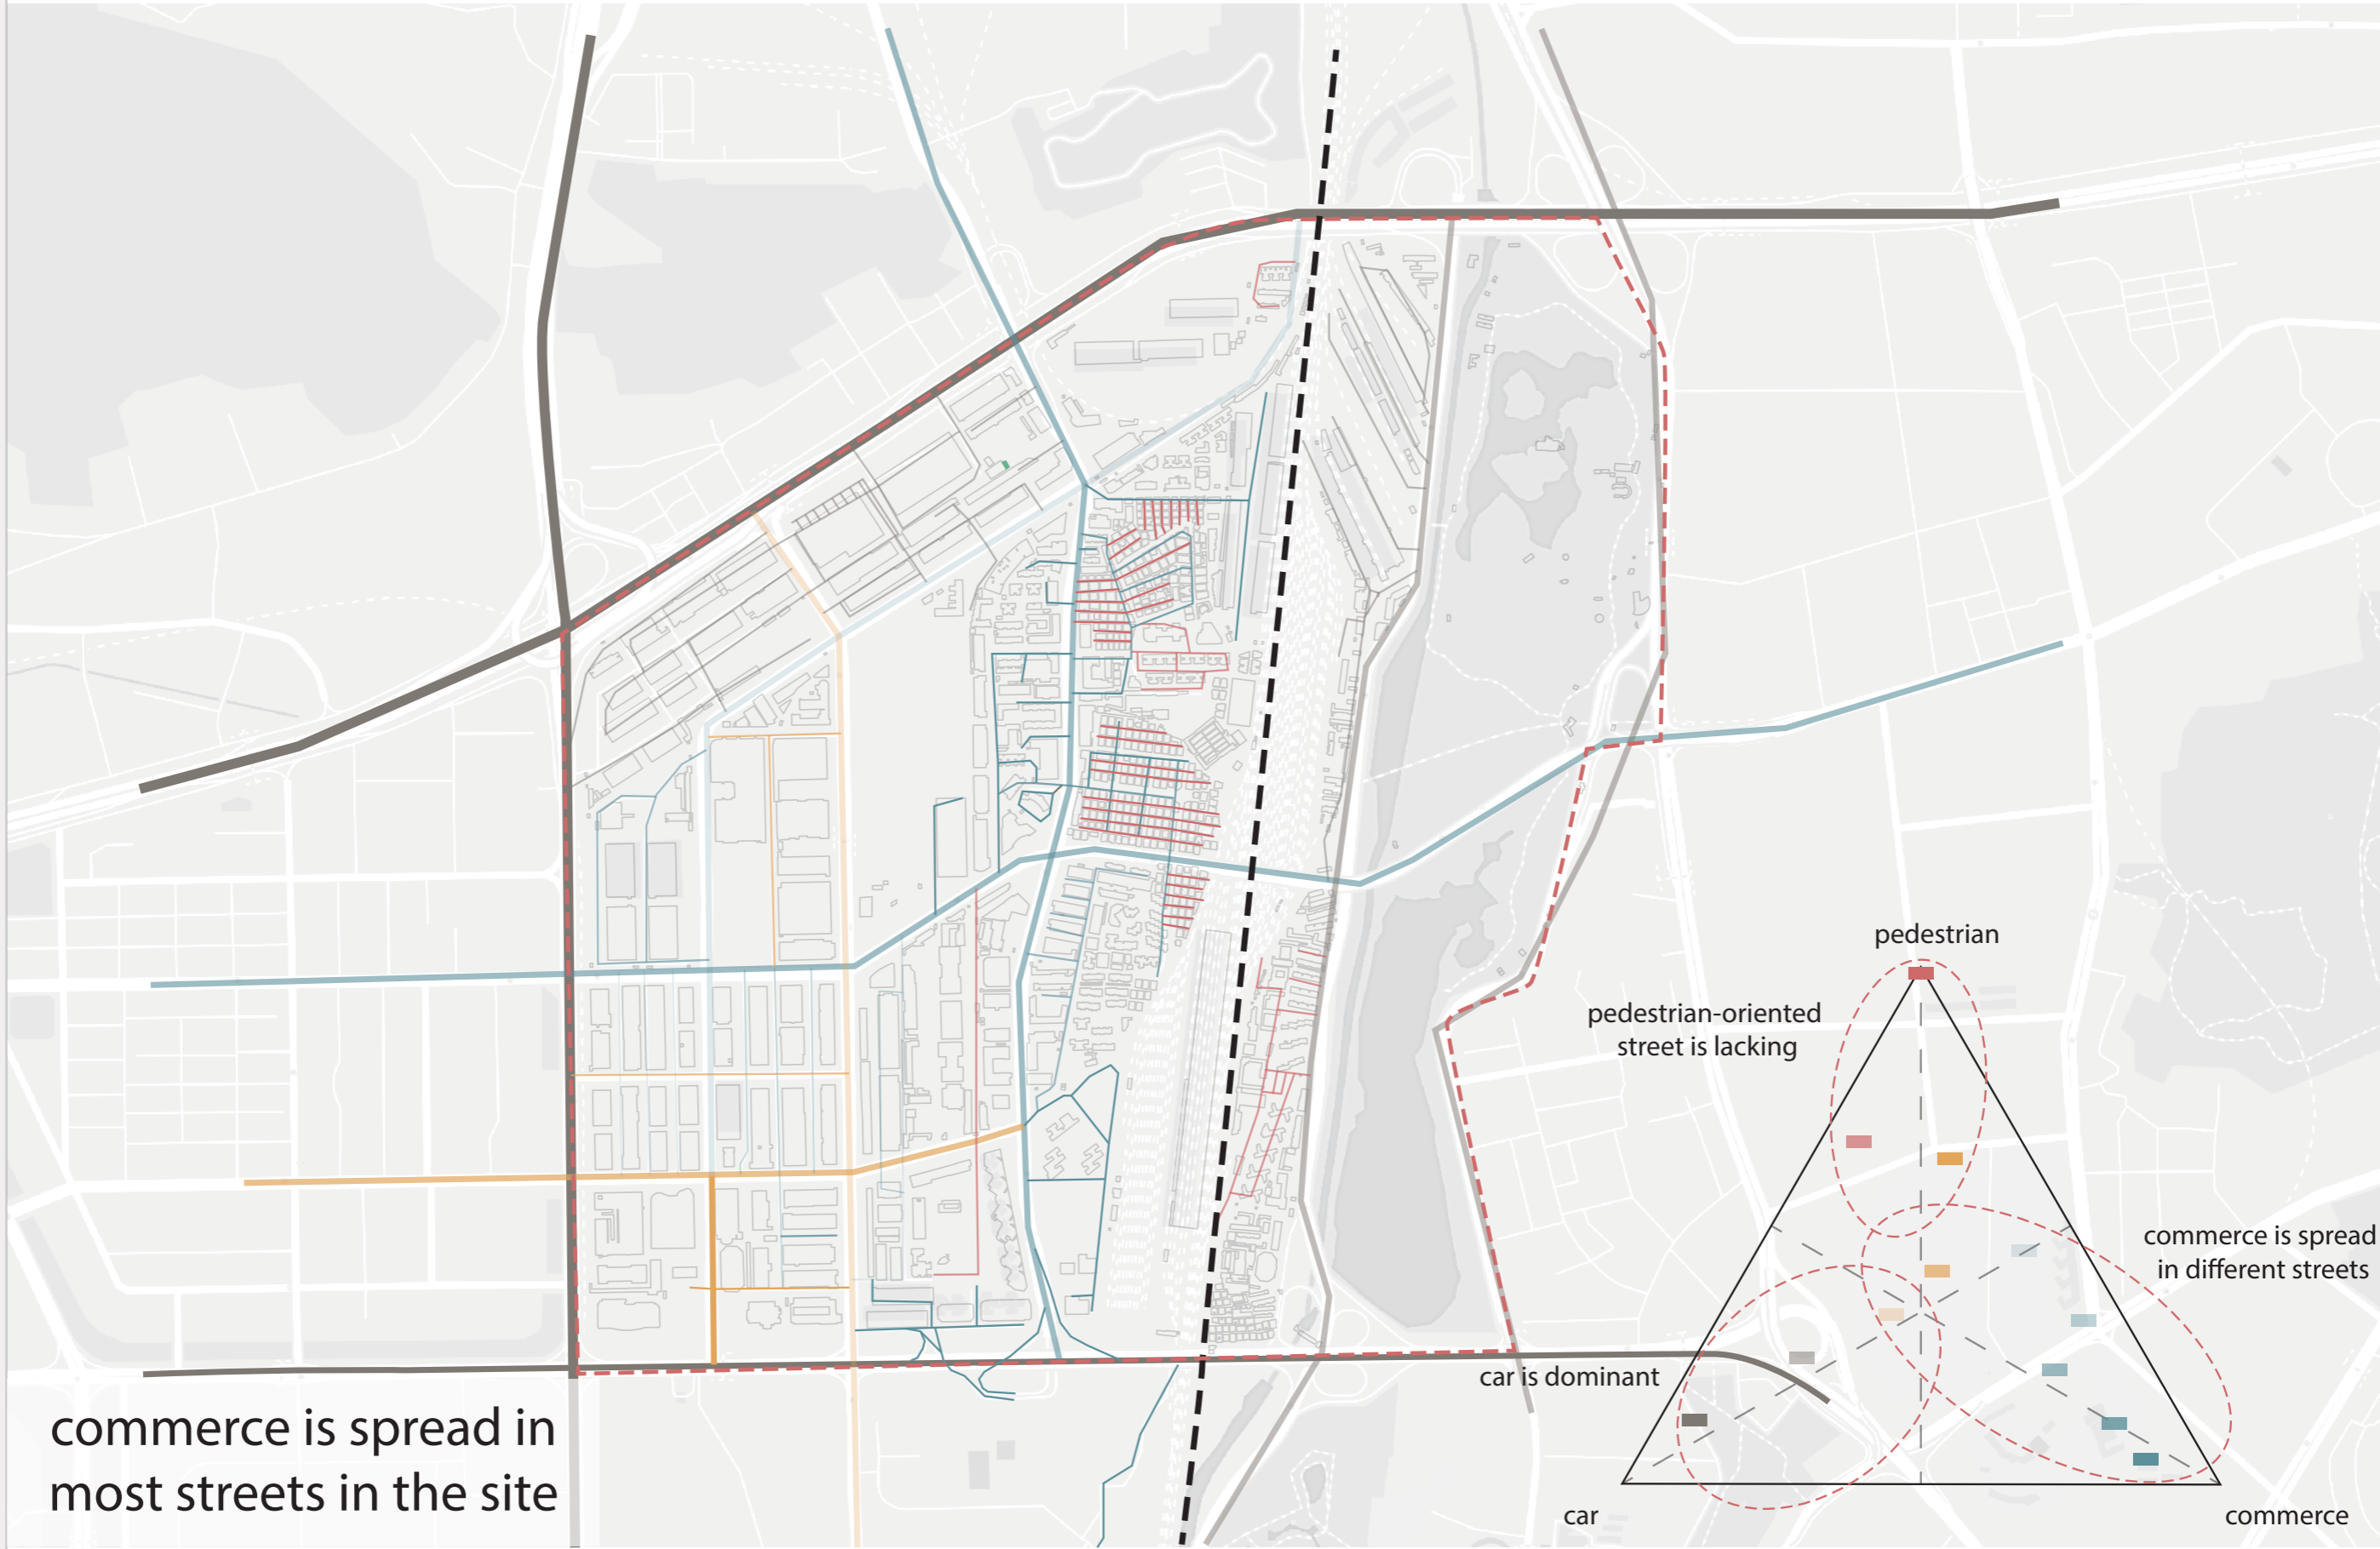 pedestrian
pedestrian-oriented
street is lacking
commerce is spread
in different streets
car is dominant
commerce is spread in
most streets in the site
car
commerce